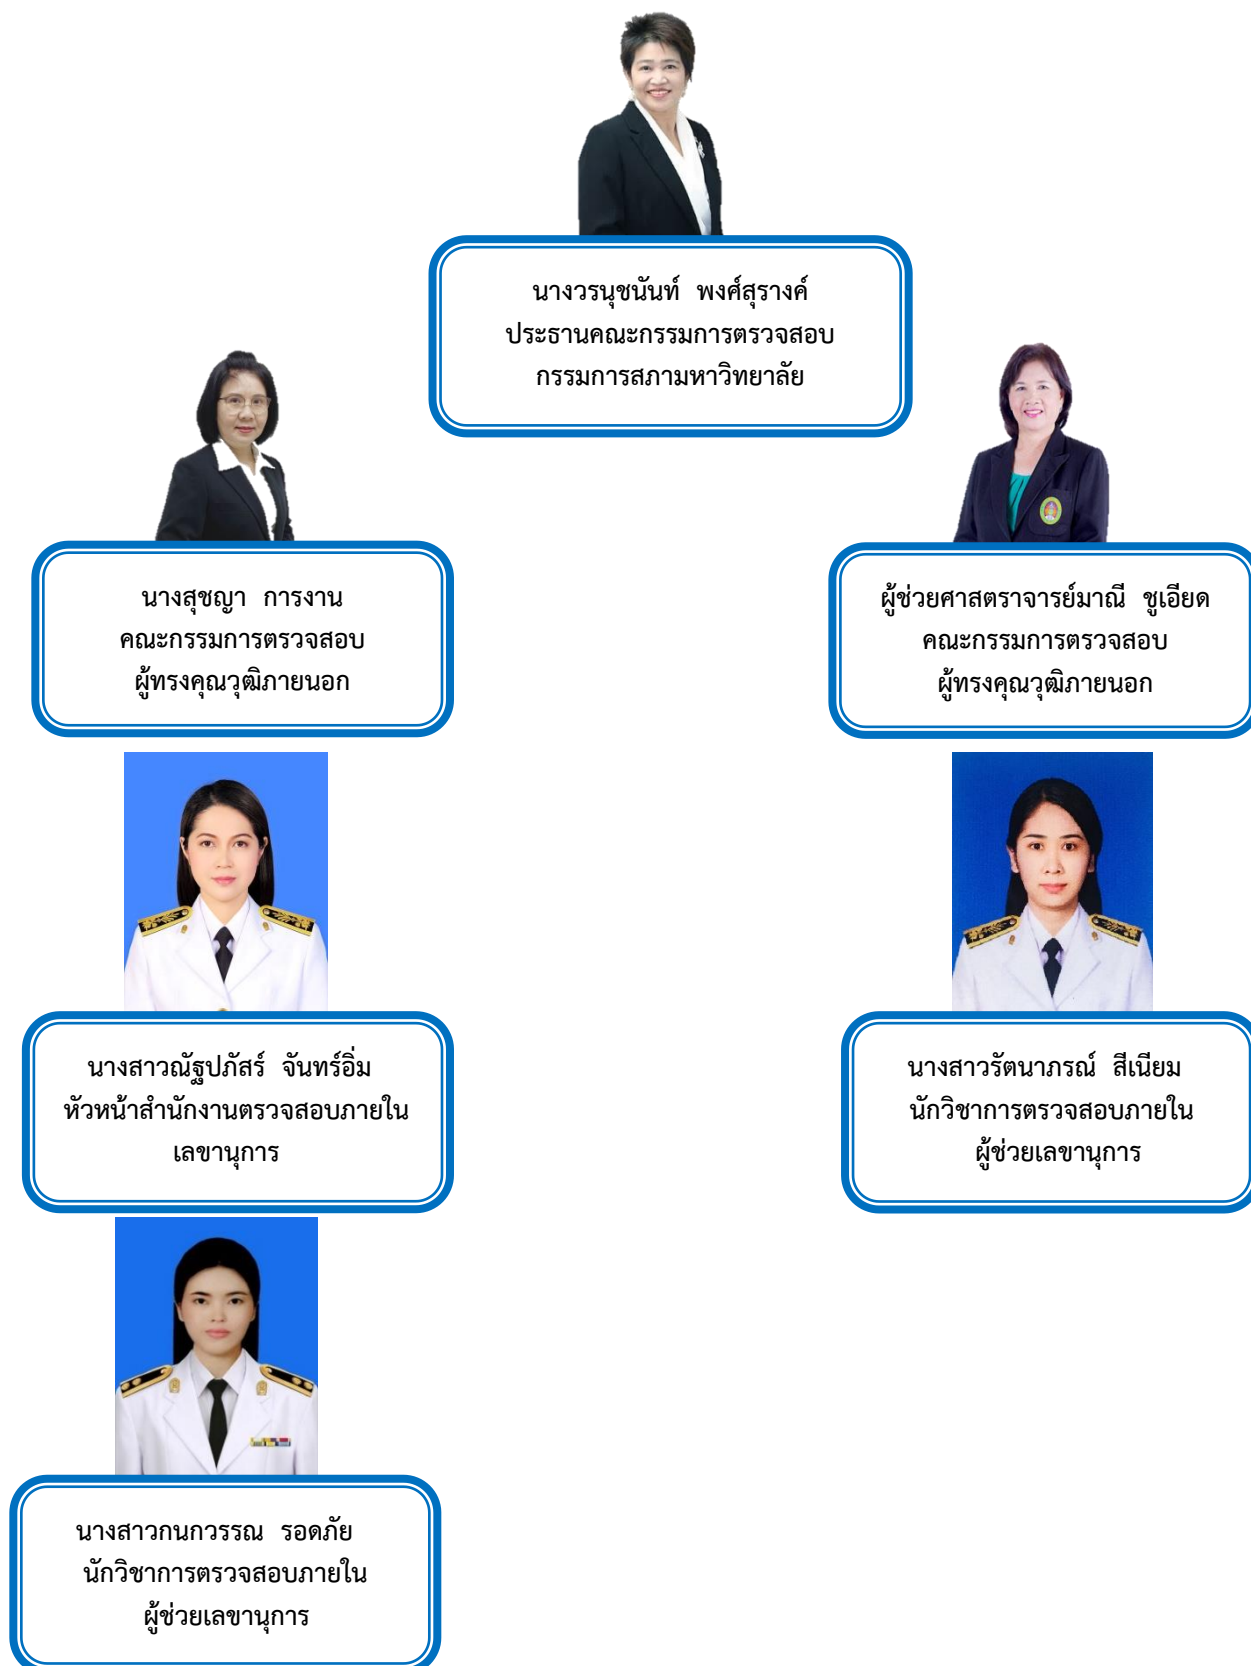 นางวรนุชนันท์ พงศ์สุรางค์
ประธานคณะกรรมการตรวจสอบ
กรรมการสภามหาวิทยาลัย
นางสุชญา การงาน
คณะกรรมการตรวจสอบ
ผู้ทรงคุณวุฒิภายนอก
ผู้ช่วยศาสตราจารย์มาณี ชูเอียด
คณะกรรมการตรวจสอบ
ผู้ทรงคุณวุฒิภายนอก
นางสาวณัฐปภัสร์ จันทร์อิ่ม
หัวหน้าสำนักงานตรวจสอบภายใน
เลขานุการ
นางสาวรัตนาภรณ์ สีเนียม
นักวิชาการตรวจสอบภายใน
ผู้ช่วยเลขานุการ
นางสาวกนกวรรณ รอดภัย
นักวิชาการตรวจสอบภายใน
ผู้ช่วยเลขานุการ